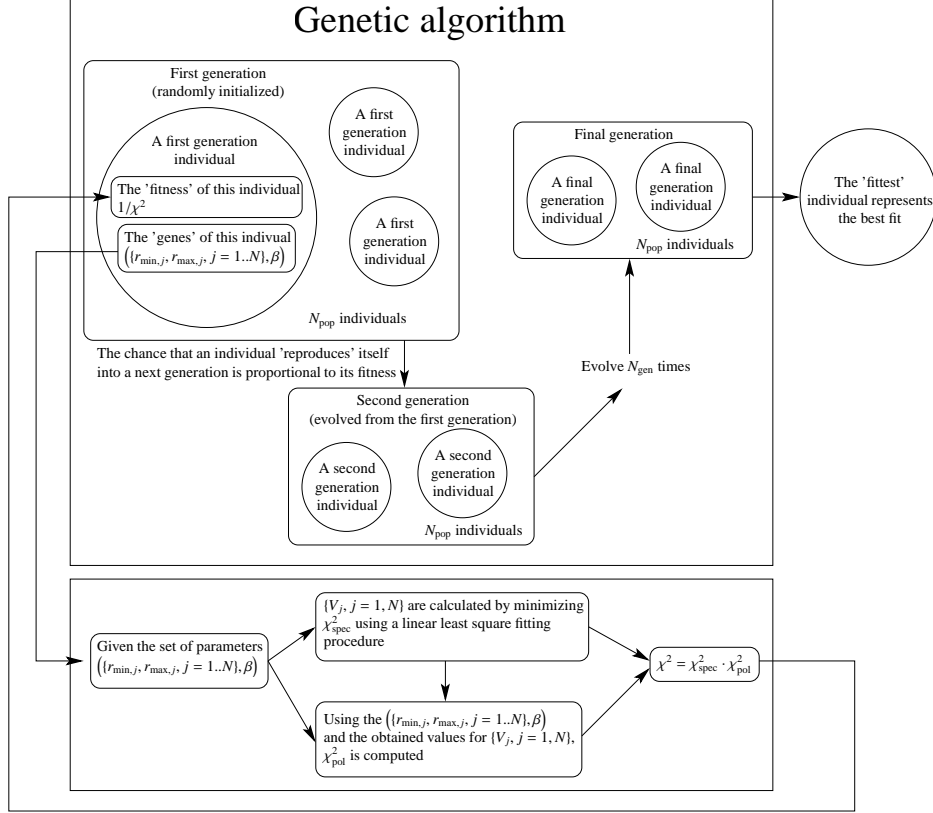 Genetic algorithm
First generation
(randomly initialized)
A first generation
individual
The 'fitness' of this individual
1/χ²
The 'genes' of this indivual
({r_min,j, r_max,j, j = 1..N}, β)
A first
generation
individual
A first
generation
individual
N_pop individuals
The chance that an individual 'reproduces' itself
into a next generation is proportional to its fitness
Second generation
(evolved from the first generation)
A second
generation
individual
A second
generation
individual
N_pop individuals
Evolve N_gen times
Final generation
A final
generation
individual
A final
generation
individual
N_pop individuals
The 'fittest'
individual represents
the best fit
Given the set of parameters
({r_min,j, r_max,j, j = 1..N}, β)
{V_j, j = 1, N} are calculated by minimizing
χ²_spec using a linear least square fitting
procedure
Using the ({r_min,j, r_max,j, j = 1..N}, β)
and the obtained values for {V_j, j = 1, N},
χ²_pol is computed
χ² = χ²_spec · χ²_pol